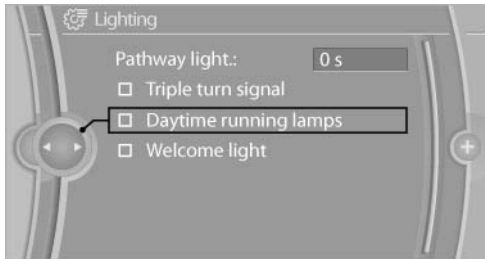 Lighting
Pathway light.: 0 s
Triple turn signal
Daytime running lamps
Welcome light